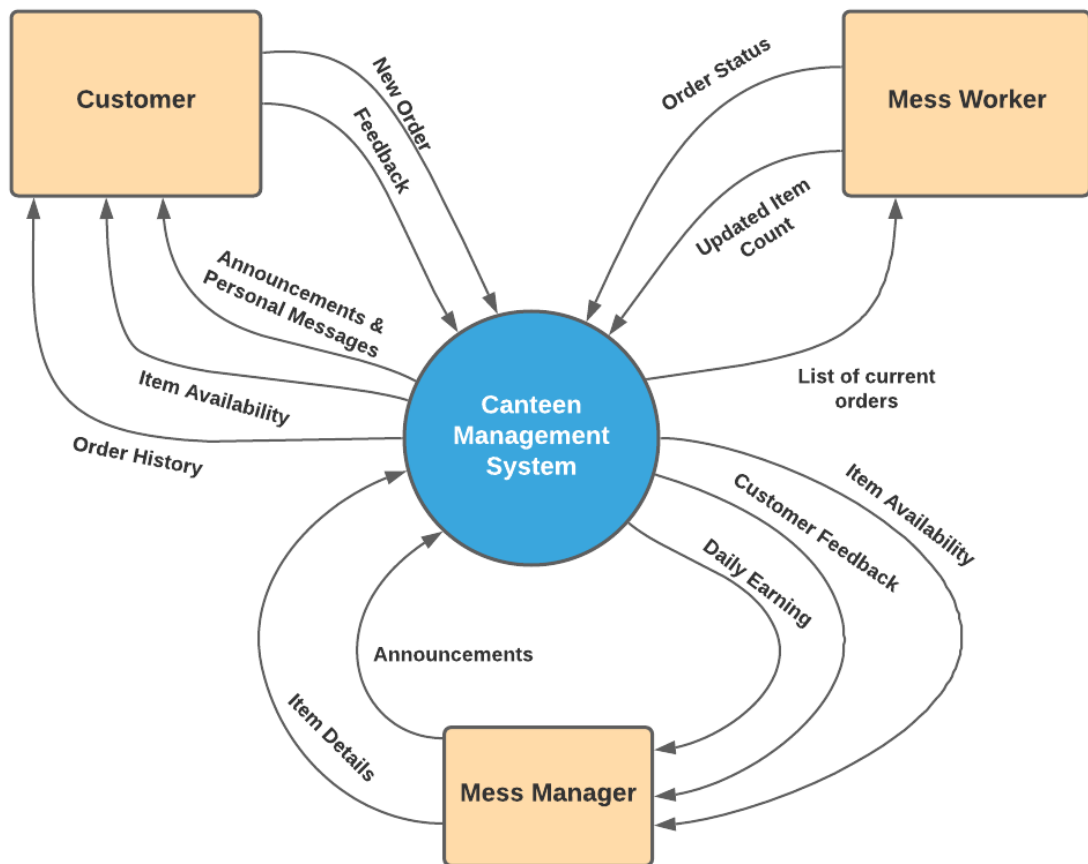 Customer
Mess Worker
New Order
Feedback
Order Status
Updated Item
Count
Announcements &
Personal Messages
Item Availability
Order History
Canteen
Management
System
List of current
orders
Item Availability
Customer Feedback
Daily Earning
Announcements
Item Details
Mess Manager